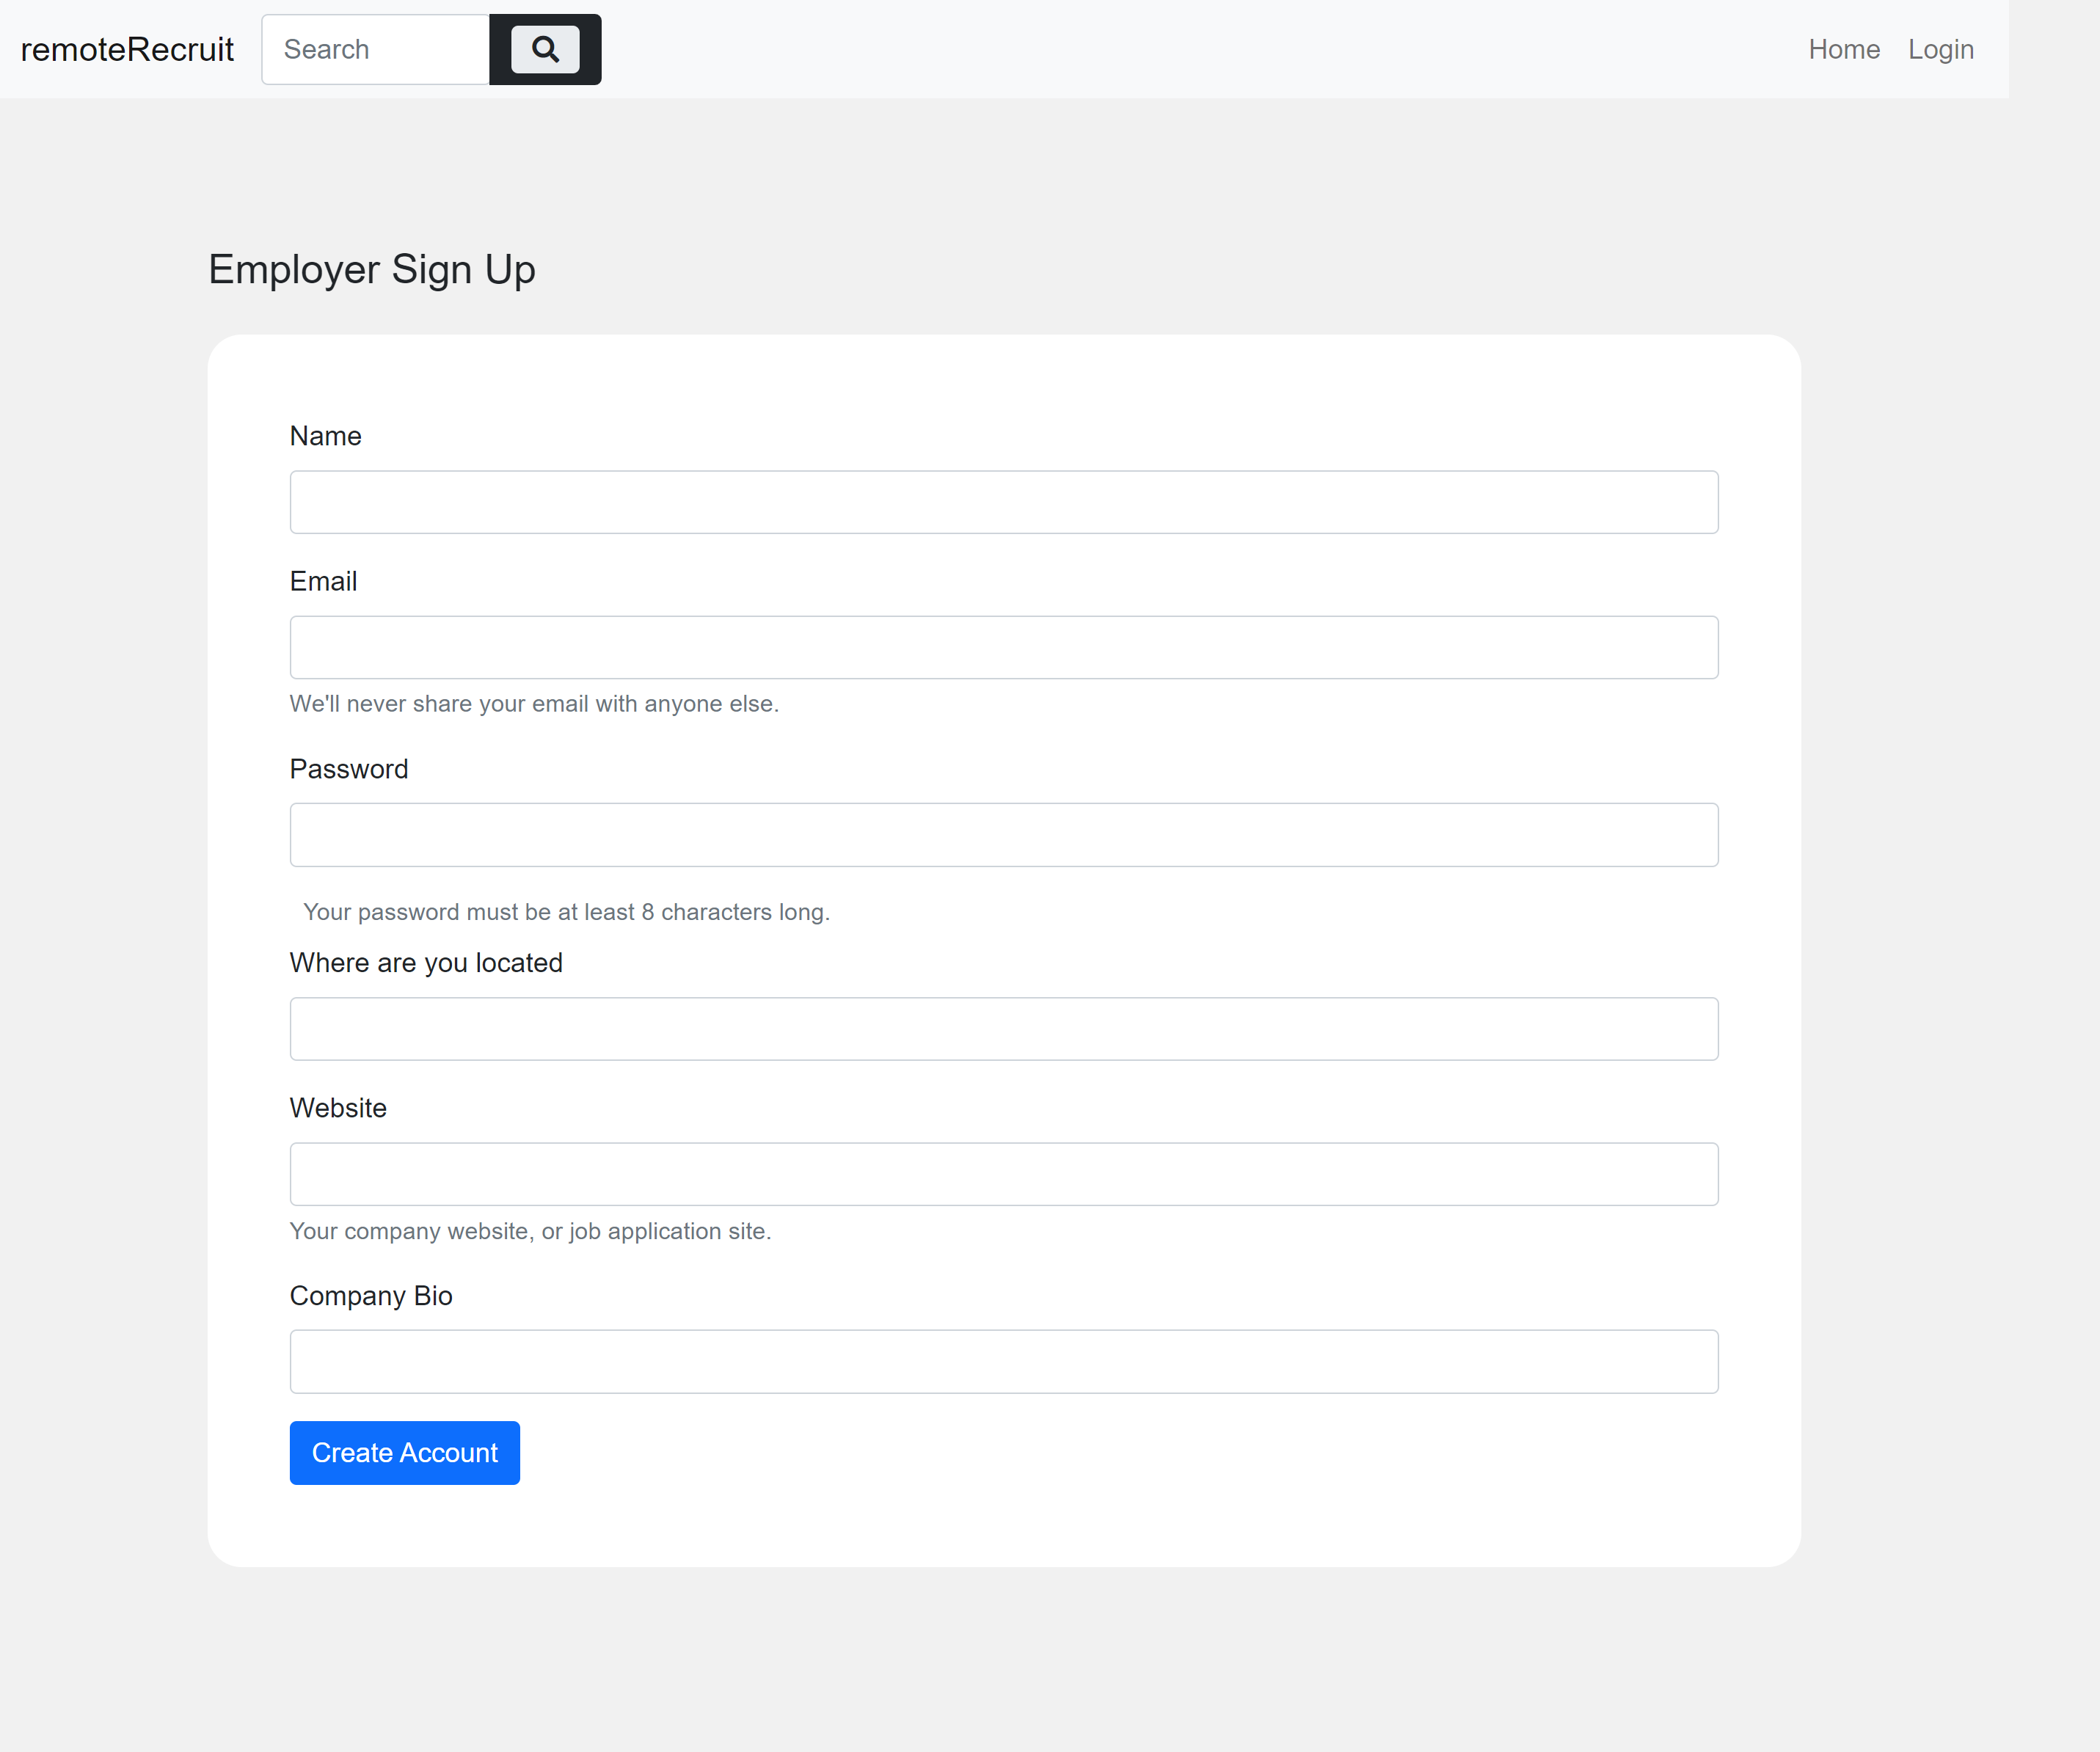 remoteRecruit Search Home Login
Employer Sign Up
Name
Email
We'll never share your email with anyone else.
Password
Your password must be at least 8 characters long.
Where are you located
Website
Your company website, or job application site.
Company Bio
Create Account